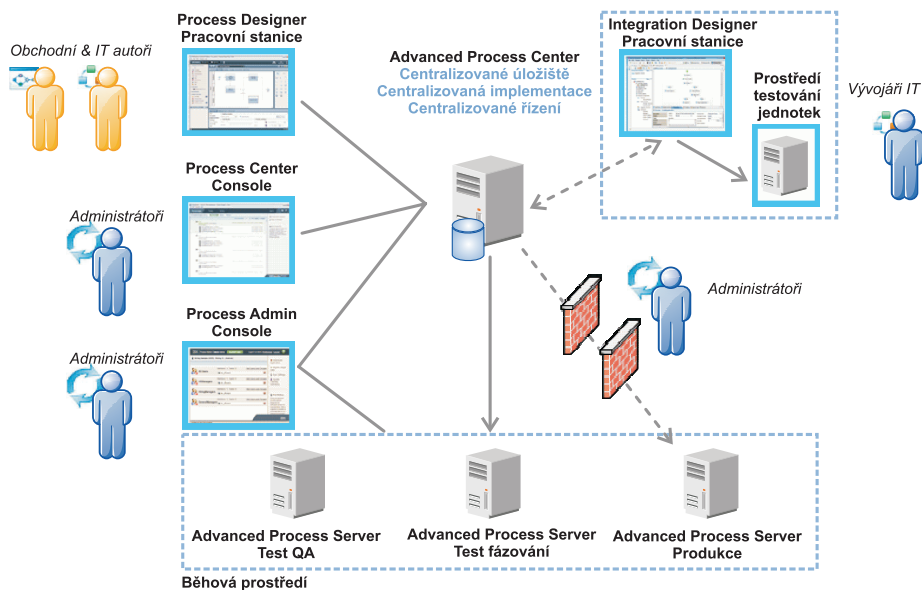 Process Designer
Pracovní stanice
Obchodní & IT autoři
Advanced Process Center
Centralizované úložiště
Centralizovaná implementace
Centralizované řízení
Integration Designer
Pracovní stanice
Prostředí
testování
jednotek
Vývojáři IT
Process Center
Console
Administrátoři
Administrátoři
Process Admin
Console
Administrátoři
Advanced Process Server
Test QA
Advanced Process Server
Test fázování
Advanced Process Server
Produkce
Běhová prostředí